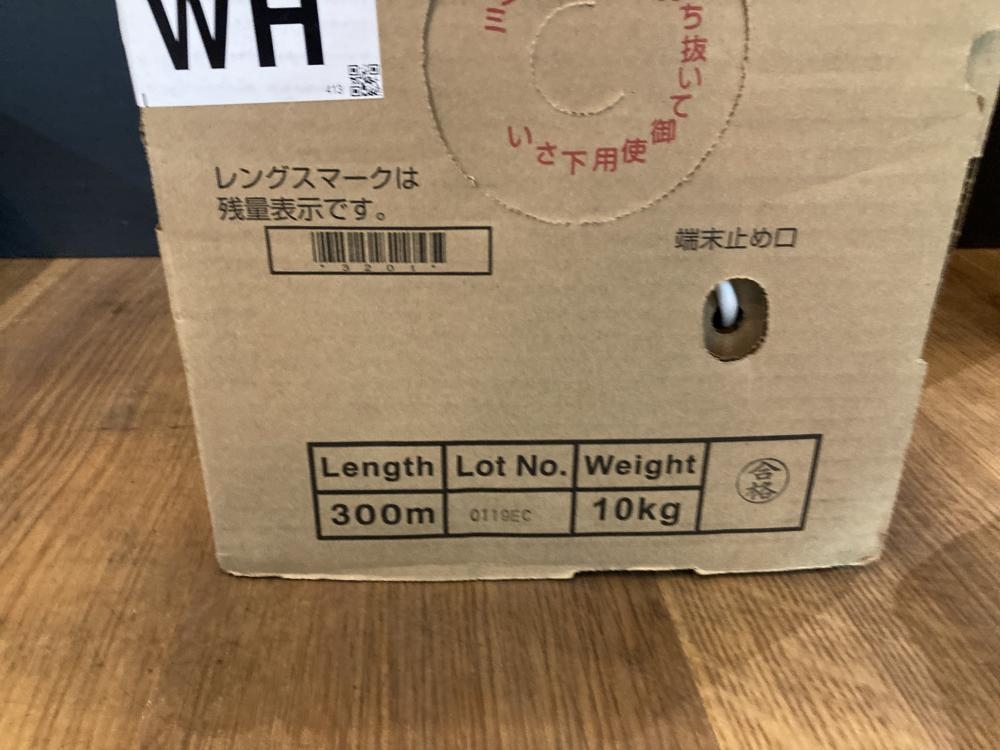 WH
413
ち抜いて御使用下さい
レングスマークは
残量表示です。
*3201*
端末止め口
Length Lot No. Weight
300m 0119EC 10kg
合格